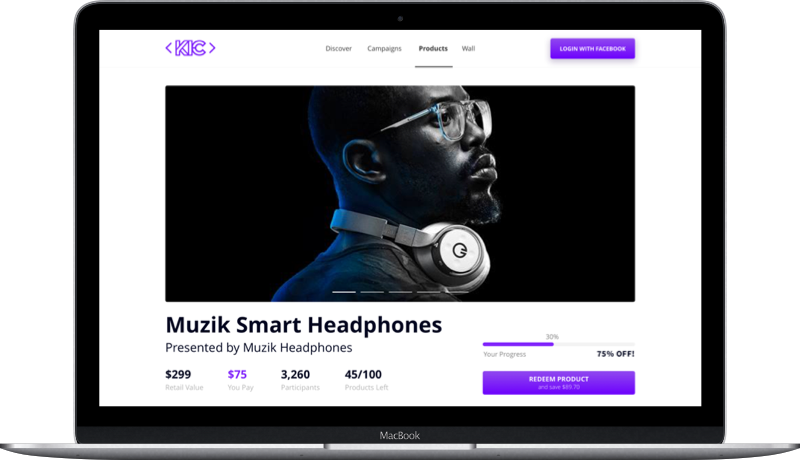 <KIC>
Discover Campaigns Products Wall
LOGIN WITH FACEBOOK
Muzik Smart Headphones
Presented by Muzik Headphones
$299 $75 3,260 45/100
Retail Value You Pay Participants Products Left
30%
Your Progress 75% OFF!
REDEEM PRODUCT
and save $89.70
MacBook